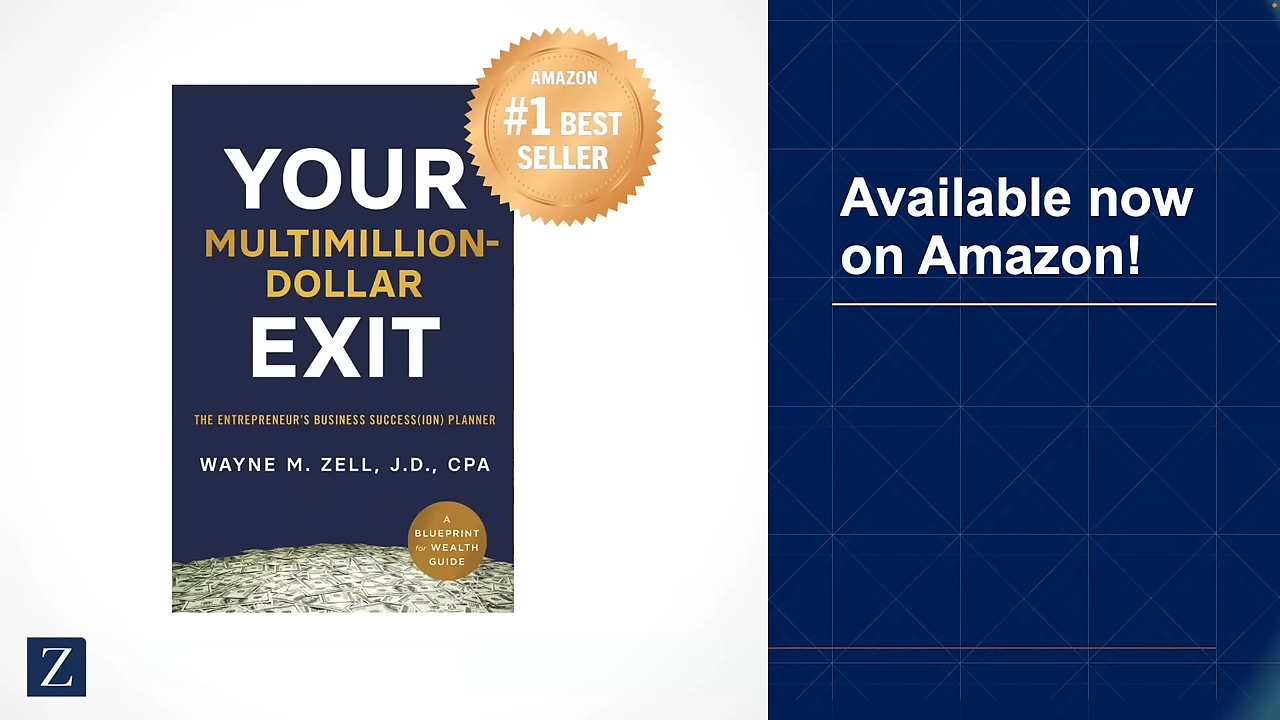 AMAZON
#1 BEST
SELLER
YOUR
MULTIMILLION-
DOLLAR
EXIT
THE ENTREPRENEUR'S BUSINESS SUCCESS(ION) PLANNER
WAYNE M. ZELL, J.D., CPA
A
BLUEPRINT
for WEALTH
GUIDE
Z
Available now
on Amazon!